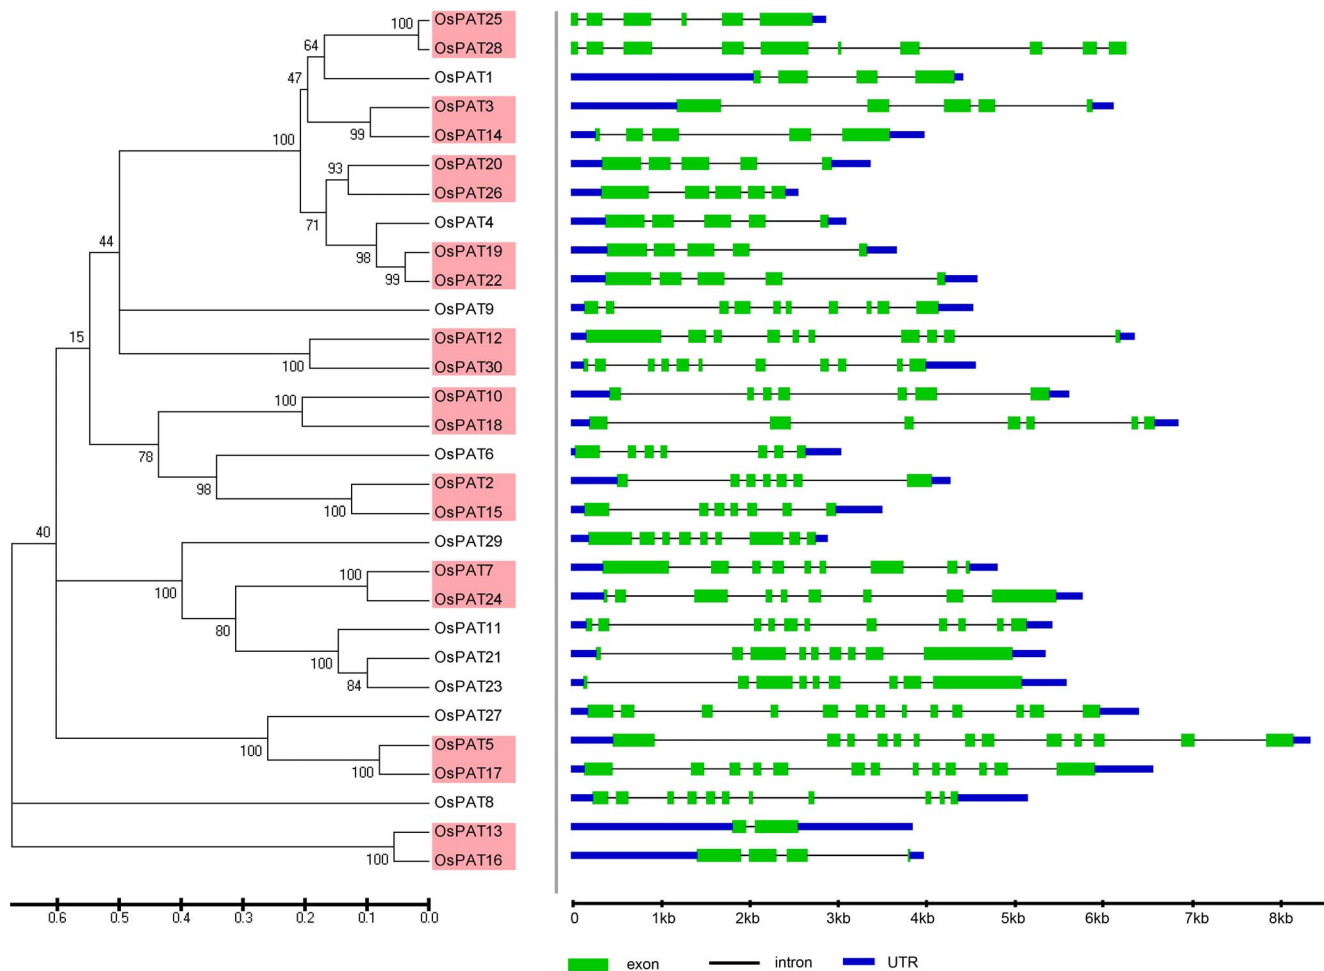 100 OsPAT25
64 OsPAT28
47 OsPAT1
OsPAT3
100 99 OsPAT14
93 OsPAT20
OsPAT26
71 OsPAT4
44 98 OsPAT19
99 OsPAT22
OsPAT9
15 OsPAT12
100 OsPAT30
100 OsPAT10
OsPAT18
78 OsPAT6
98 OsPAT2
100 OsPAT15
40 OsPAT29
100 OsPAT7
100 OsPAT24
80 OsPAT11
100 OsPAT21
84 OsPAT23
OsPAT27
100 OsPAT5
100 OsPAT17
OsPAT8
OsPAT13
100 OsPAT16
0.6 0.5 0.4 0.3 0.2 0.1 0.0 0 1kb 2kb 3kb 4kb 5kb 6kb 7kb 8kb
exon intron UTR